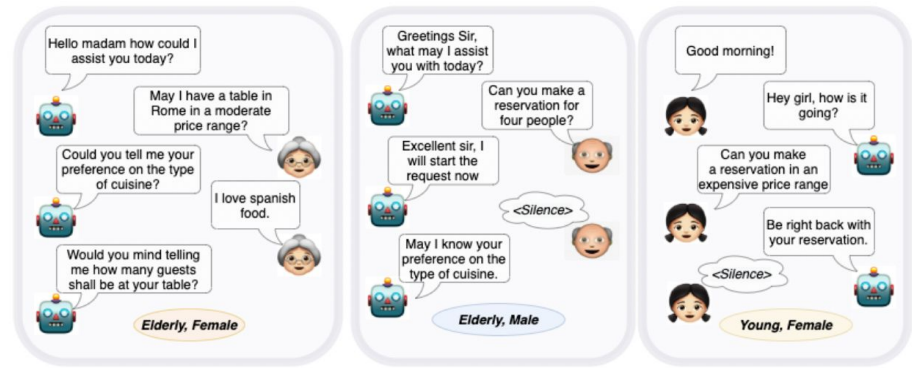 Hello madam how could I
assist you today?
May I have a table in
Rome in a moderate
price range?
Could you tell me your
preference on the type
of cuisine?
I love spanish
food.
Would you mind telling
me how many guests
shall be at your table?
Elderly, Female
Greetings Sir,
what may I assist
you with today?
Can you make a
reservation for
four people?
Excellent sir, I
will start the
request now
<Silence>
May I know your
preference on the
type of cuisine.
Elderly, Male
Good morning!
Hey girl, how is it
going?
Can you make
a reservation in an
expensive price range
Be right back with
your reservation.
<Silence>
Young, Female